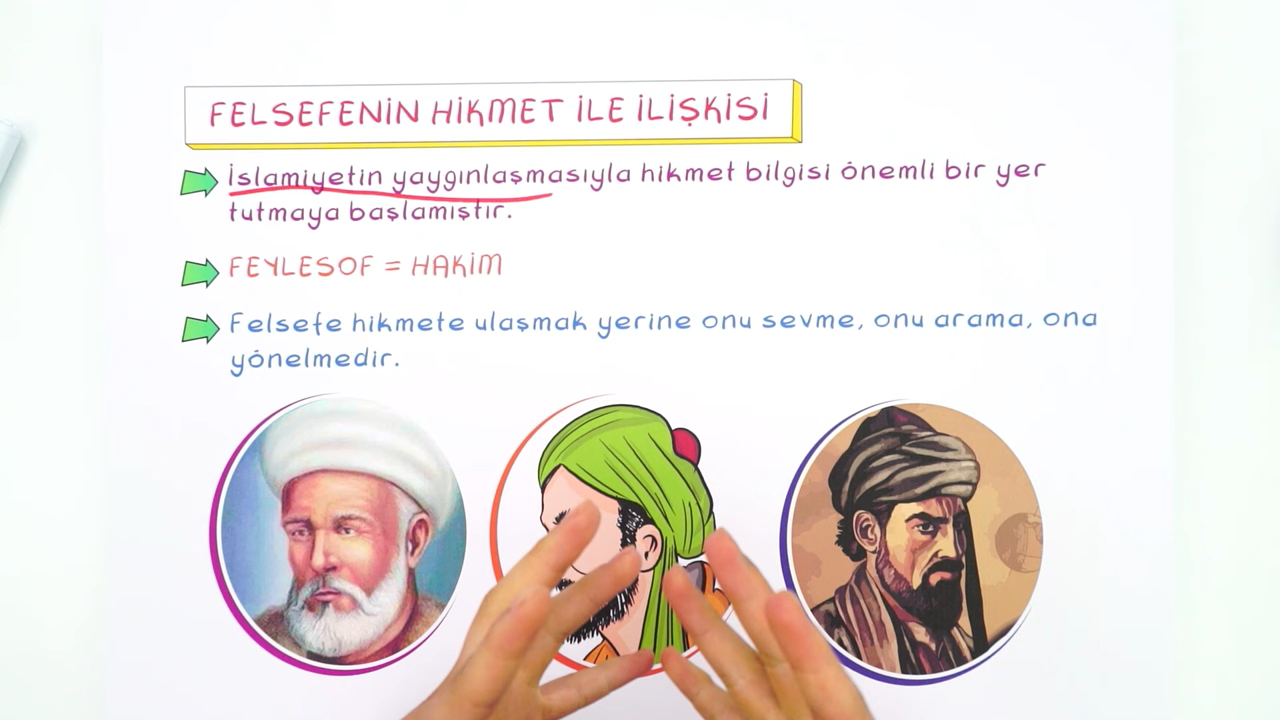 FELSEFENİN HİKMET İLE İLİŞKİSİ
İslamiyetin yaygınlaşmasıyla hikmet bilgisi önemli bir yer
tutmaya başlamıştır.
FEYLESOF = HAKİM
Felsefe hikmete ulaşmak yerine onu sevme, onu arama, ona
yönelmedir.